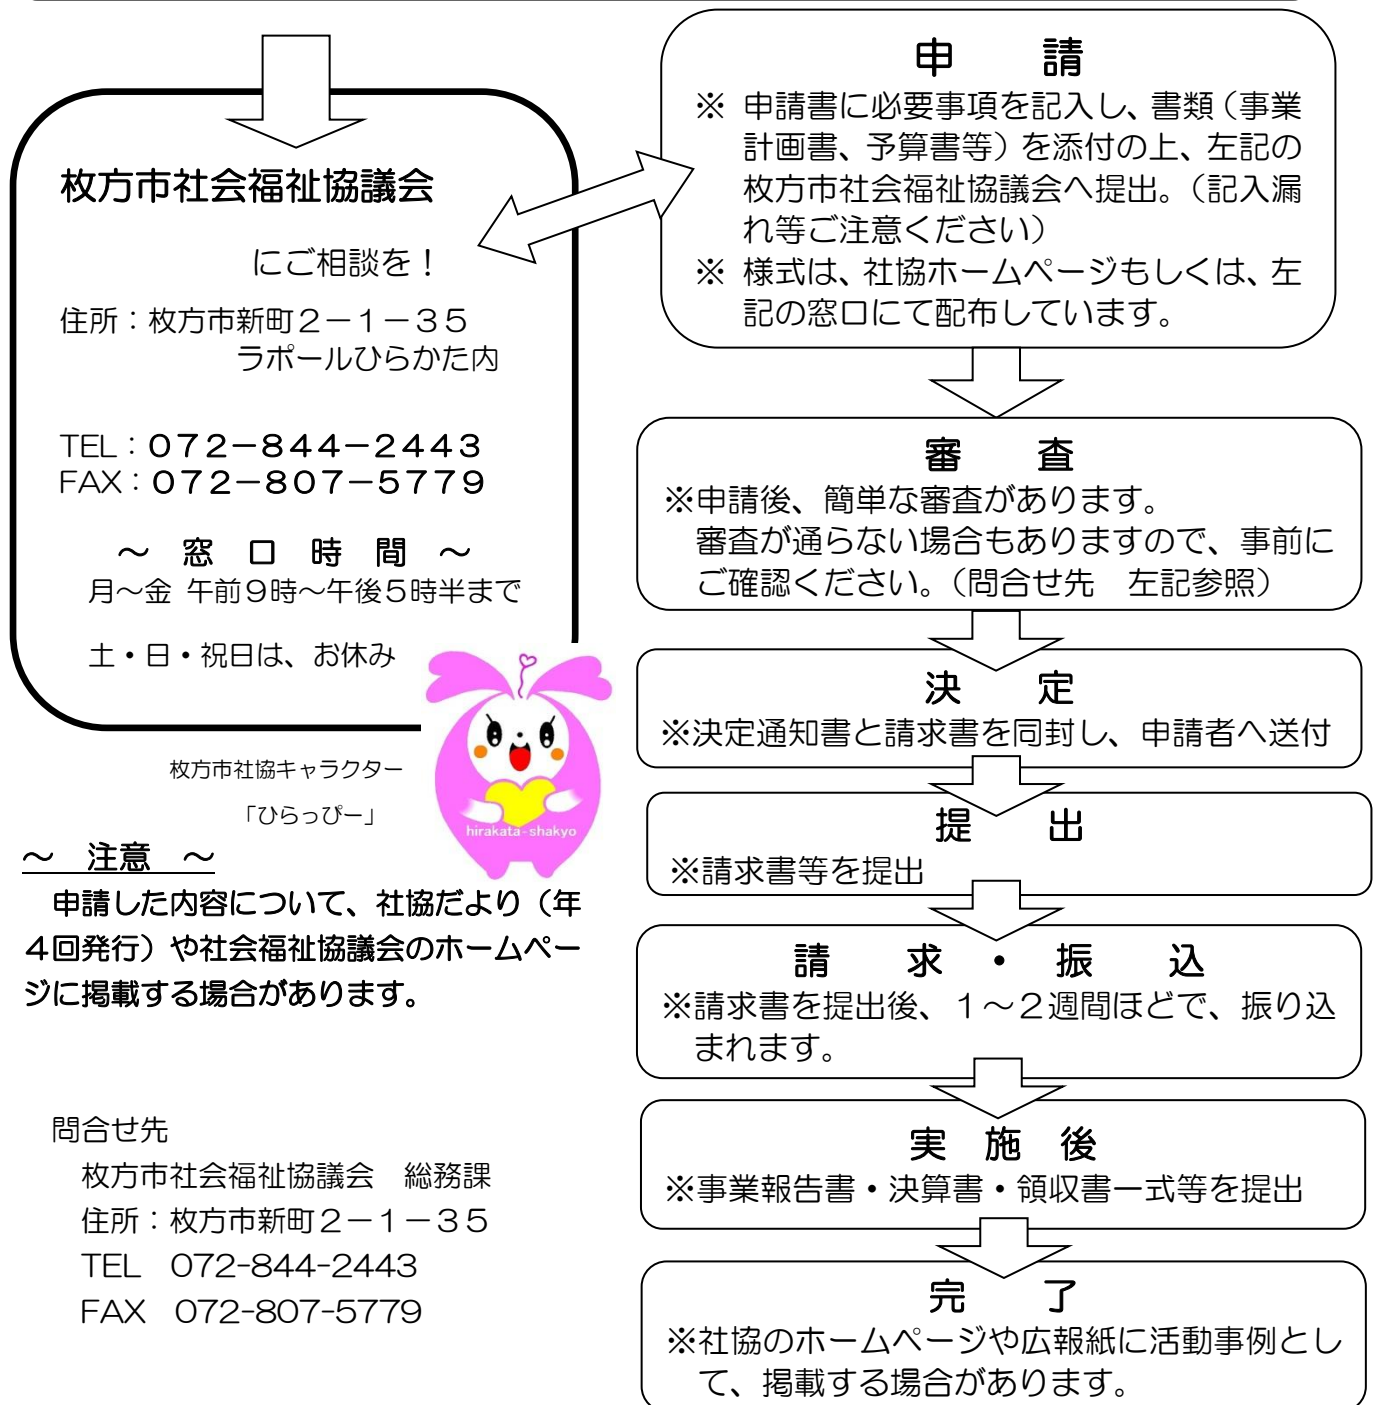 枚方市社会福祉協議会
にご相談を！
住所：枚方市新町２－１－３５
ラポールひらかた内
TEL：０７２－８４４－２４４３
FAX：０７２－８０７－５７７９
～　窓　口　時　間　～
月～金 午前９時～午後５時半まで
土・日・祝日は、お休み
枚方市社協キャラクター
「ひらっぴー」
hirakata-shakyo
～　注意　～
申請した内容について、社協だより（年
４回発行）や社会福祉協議会のホームペー
ジに掲載する場合があります。
問合せ先
枚方市社会福祉協議会　総務課
住所：枚方市新町２－１－３５
TEL　072-844-2443
FAX　072-807-5779
申　　請
※ 申請書に必要事項を記入し、書類（事業
計画書、予算書等）を添付の上、左記の
枚方市社会福祉協議会へ提出。（記入漏
れ等ご注意ください）
※ 様式は、社協ホームページもしくは、左
記の窓口にて配布しています。
審　　査
※申請後、簡単な審査があります。
審査が通らない場合もありますので、事前に
ご確認ください。（問合せ先　左記参照）
決　　定
※決定通知書と請求書を同封し、申請者へ送付
提　　出
※請求書等を提出
請　　求　・　振　　込
※請求書を提出後、１～２週間ほどで、振り込
まれます。
実　施　後
※事業報告書・決算書・領収書一式等を提出
完　　了
※社協のホームページや広報紙に活動事例とし
て、掲載する場合があります。